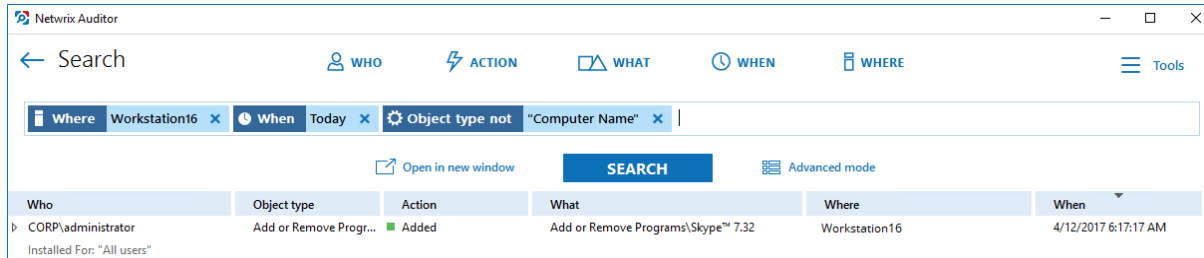 Netwrix Auditor
Search
WHO ACTION WHAT WHEN WHERE Tools
Where Workstation16 When Today Object type not "Computer Name"
Open in new window SEARCH Advanced mode
Who Object type Action What Where When
CORP\administrator Add or Remove Progr... Added Add or Remove Programs\Skype™ 7.32 Workstation16 4/12/2017 6:17:17 AM
Installed For: "All users"